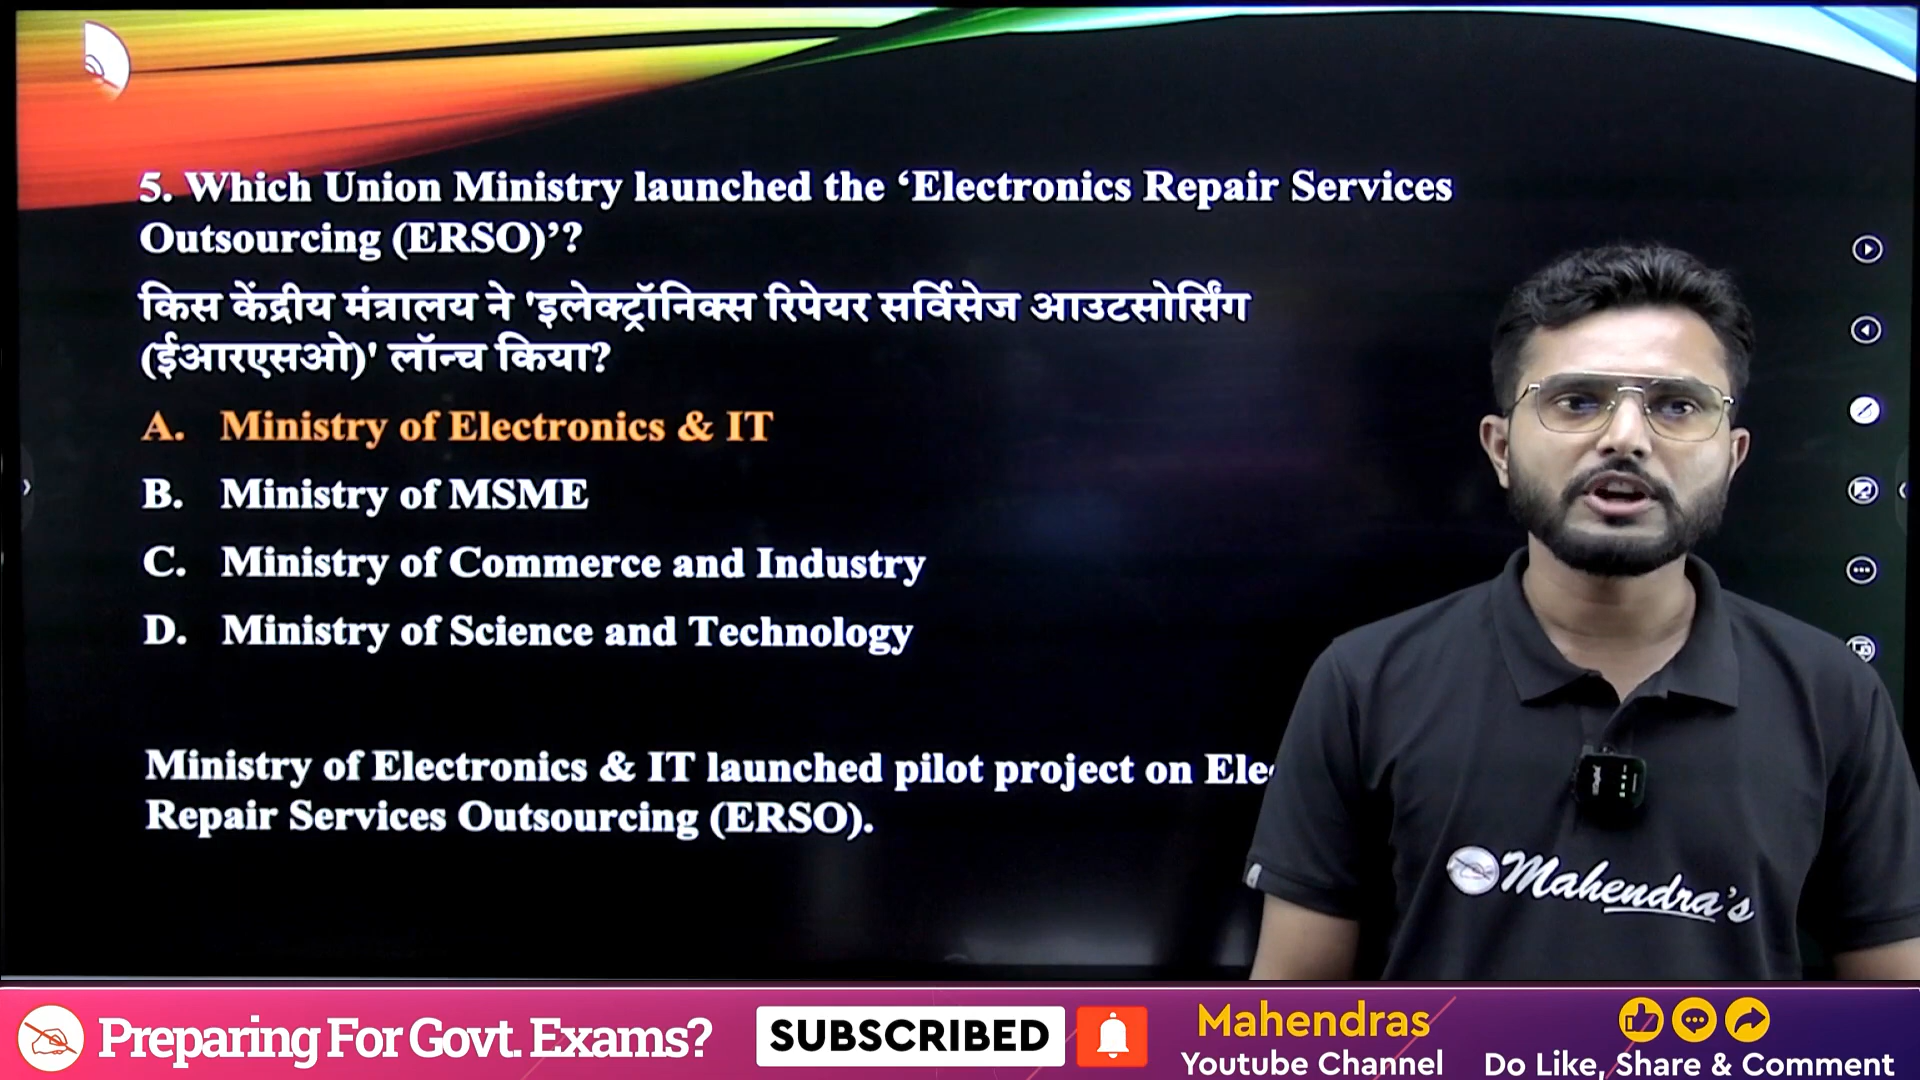 5. Which Union Ministry launched the ‘Electronics Repair Services
Outsourcing (ERSO)’?
किस केंद्रीय मंत्रालय ने 'इलेक्ट्रॉनिक्स रिपेयर सर्विसेज आउटसोर्सिंग
(ईआरएसओ)' लॉन्च किया?
A. Ministry of Electronics & IT
B. Ministry of MSME
C. Ministry of Commerce and Industry
D. Ministry of Science and Technology
Ministry of Electronics & IT launched pilot project on Ele
Repair Services Outsourcing (ERSO).
Mahendra's
Preparing For Govt. Exams?
SUBSCRIBED
Mahendras
Youtube Channel
Do Like, Share & Comment